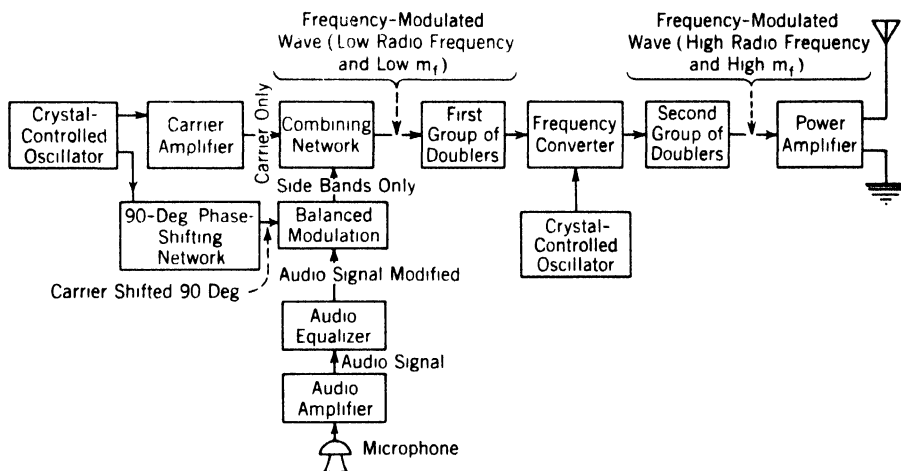 Frequency-Modulated
Wave (Low Radio Frequency
and Low mf)
Frequency-Modulated
Wave (High Radio Frequency
and High mf)
Crystal-
Controlled
Oscillator
Carrier
Amplifier
Carrier Only
Combining
Network
First
Group of
Doublers
Frequency
Converter
Second
Group of
Doublers
Power
Amplifier
Side Bands Only
90-Deg Phase-
Shifting
Network
Balanced
Modulation
Crystal-
Controlled
Oscillator
Carrier Shifted 90 Deg
Audio Signal Modified
Audio
Equalizer
Audio Signal
Audio
Amplifier
Microphone